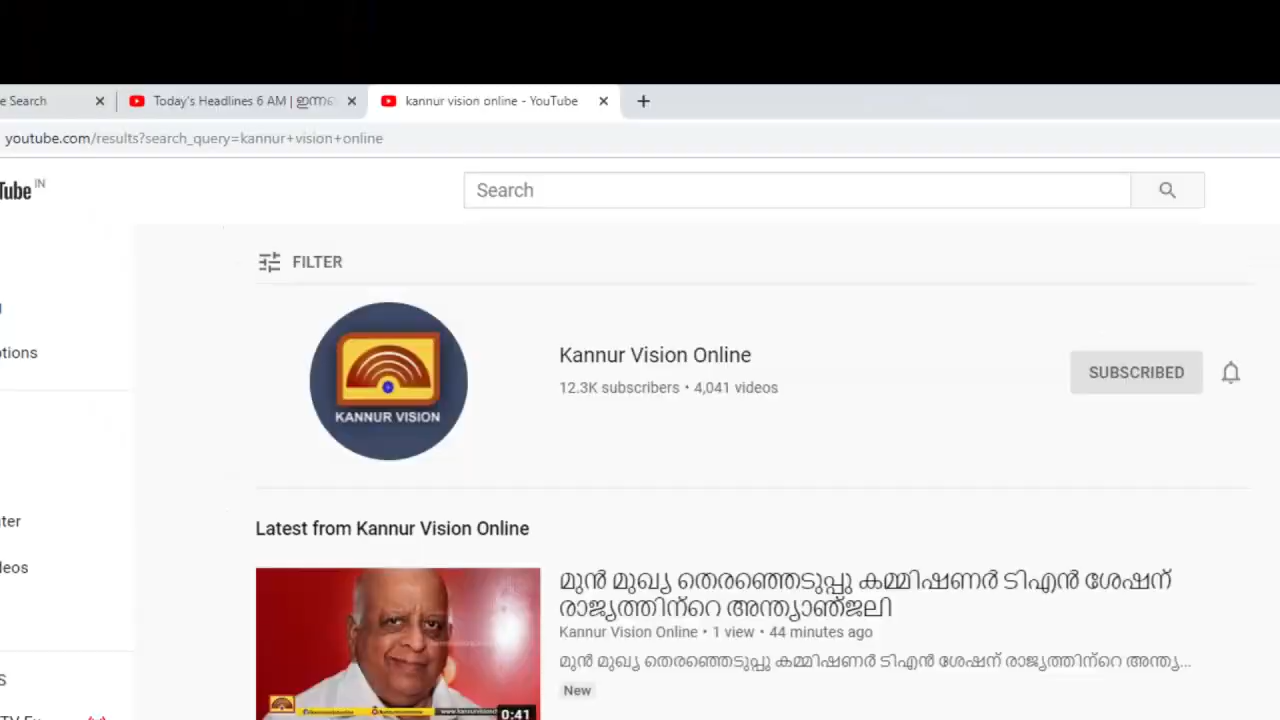 e Search
Today's Headlines 6 AM | ഇന്ന
kannur vision online - YouTube
youtube.com/results?search_query=kannur+vision+online
Tube IN
Search
FILTER
KANNUR VISION
Kannur Vision Online
12.3K subscribers • 4,041 videos
SUBSCRIBED
otions
ter
leos
S
Latest from Kannur Vision Online
മുൻ മുഖ്യ തെരഞ്ഞെടുപ്പു കമ്മിഷണർ ടിഎൻ ശേഷന്
രാജ്യത്തിന്റെ അന്ത്യാഞ്ജലി
Kannur Vision Online • 1 view • 44 minutes ago
മുൻ മുഖ്യ തെരഞ്ഞെടുപ്പു കമ്മിഷണർ ടിഎൻ ശേഷന് രാജ്യത്തിന്റെ അന്ത്യ...
New
0:41